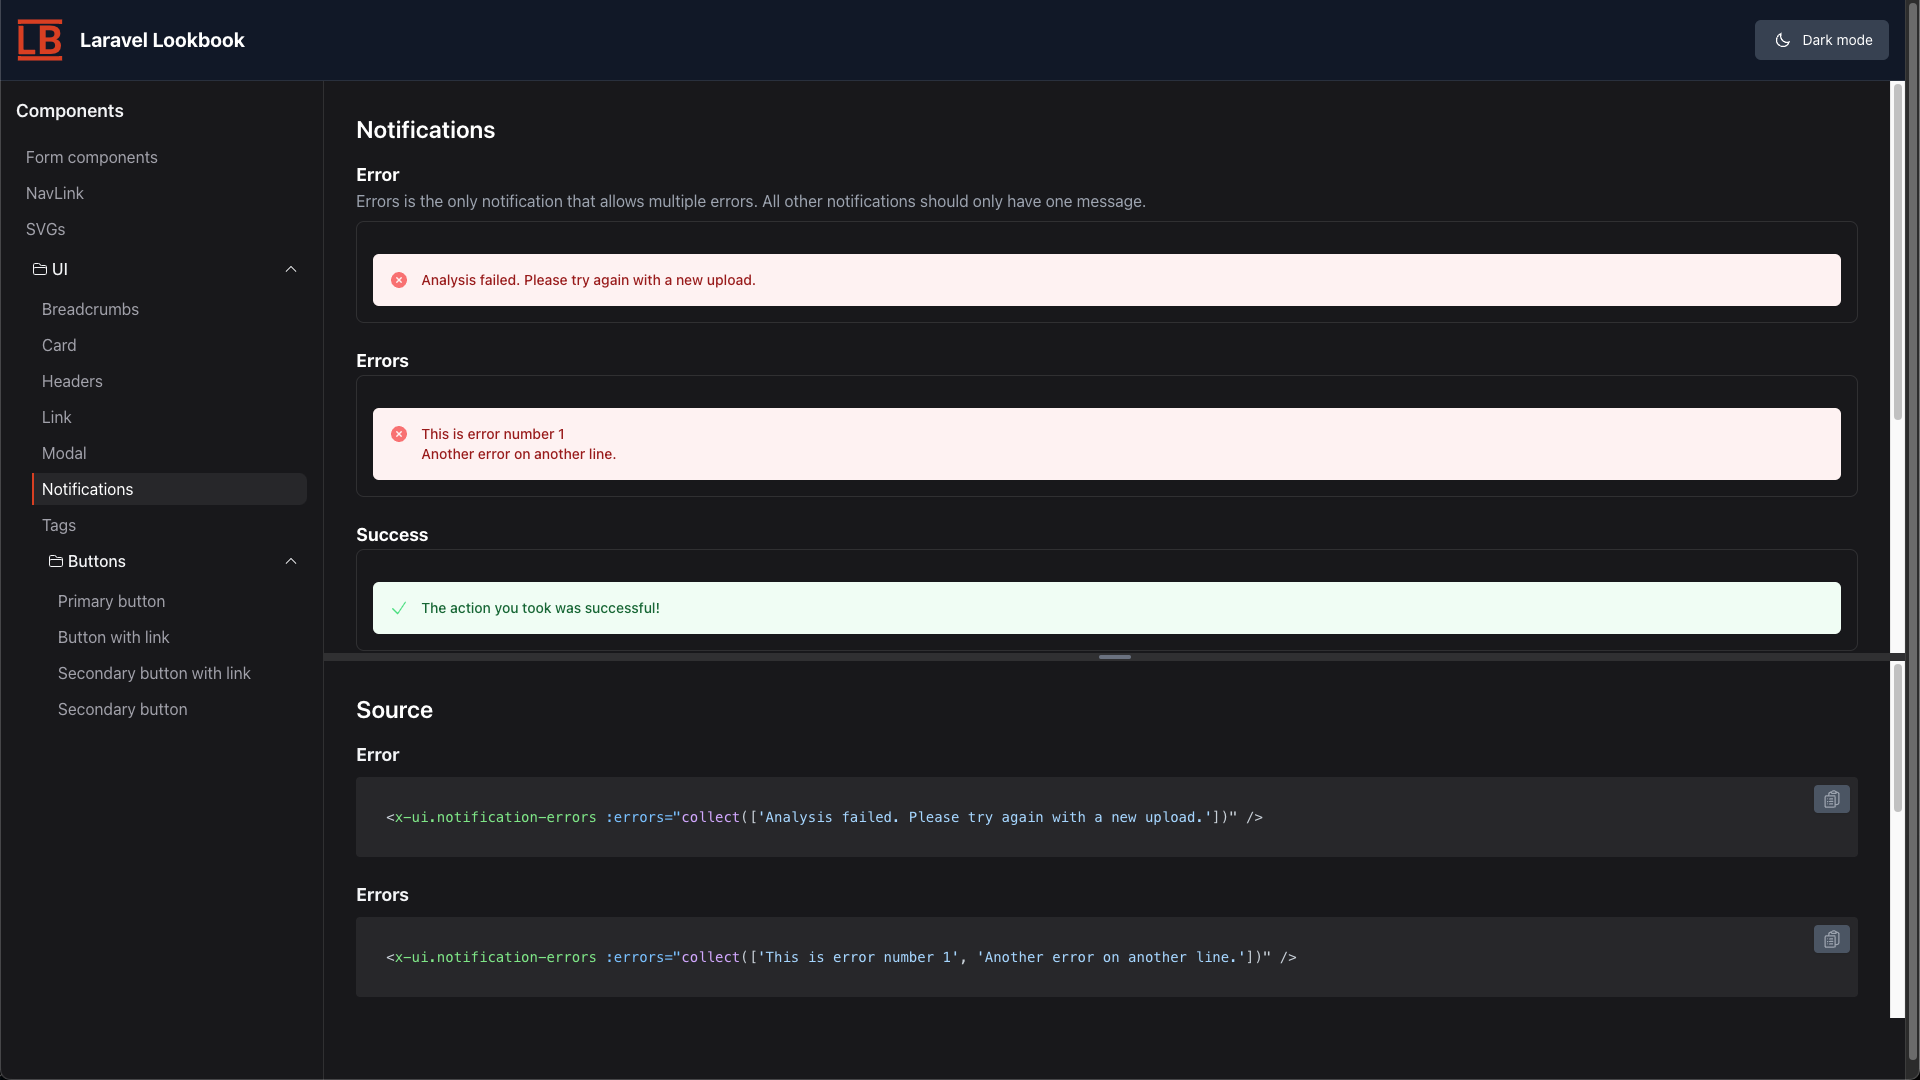 LB
Laravel Lookbook
Dark mode
Components
Form components
NavLink
SVGs
UI
Breadcrumbs
Card
Headers
Link
Modal
Notifications
Tags
Buttons
Primary button
Button with link
Secondary button with link
Secondary button
Notifications
Error
Errors is the only notification that allows multiple errors. All other notifications should only have one message.
Analysis failed. Please try again with a new upload.
Errors
This is error number 1
Another error on another line.
Success
The action you took was successful!
Source
Error
<x-ui.notification-errors :errors="collect(['Analysis failed. Please try again with a new upload.'])" />
Errors
<x-ui.notification-errors :errors="collect(['This is error number 1', 'Another error on another line.'])" />